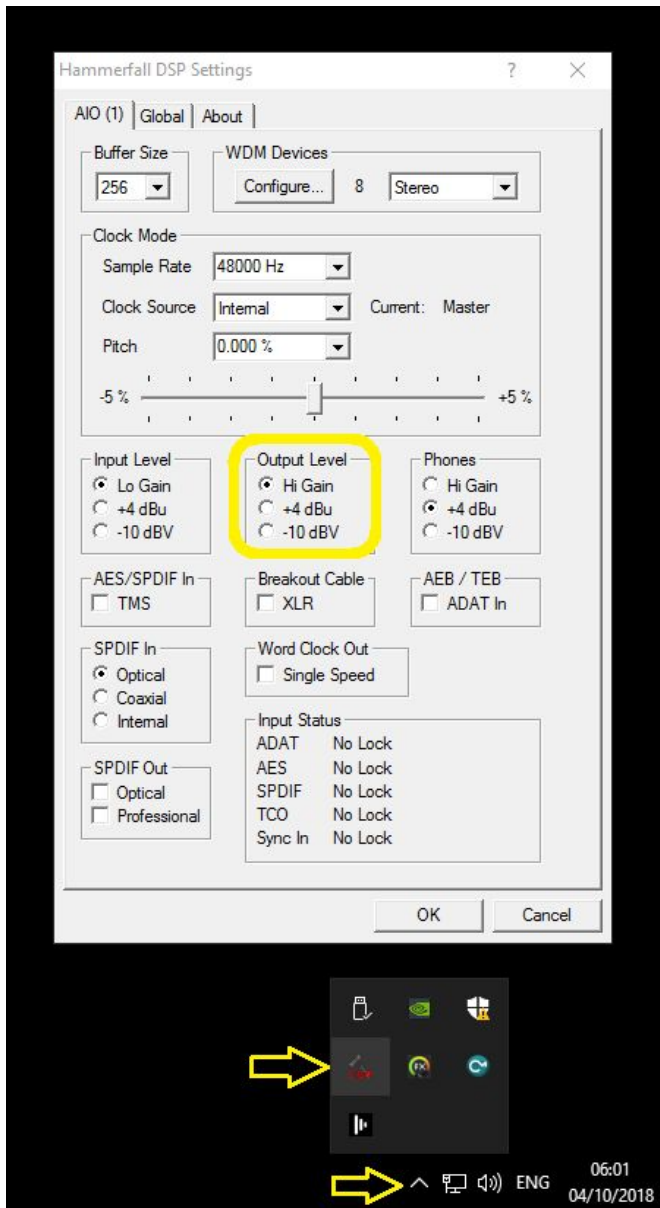 Hammerfall DSP Settings ?
AIO (1) Global About
Buffer Size WDM Devices
256 Configure... 8 Stereo
Clock Mode
Sample Rate 48000 Hz
Clock Source Internal Current: Master
Pitch 0.000 %
-5 % +5 %
Input Level Output Level Phones
Lo Gain Hi Gain Hi Gain
+4 dBu +4 dBu +4 dBu
-10 dBV -10 dBV -10 dBV
AES/SPDIF In Breakout Cable AEB / TEB
TMS XLR ADAT In
SPDIF In Word Clock Out
Optical Single Speed
Coaxial
Internal Input Status
ADAT No Lock
SPDIF Out AES No Lock
Optical SPDIF No Lock
Professional TCO No Lock
Sync In No Lock
OK Cancel
FX
ENG 06:01
04/10/2018